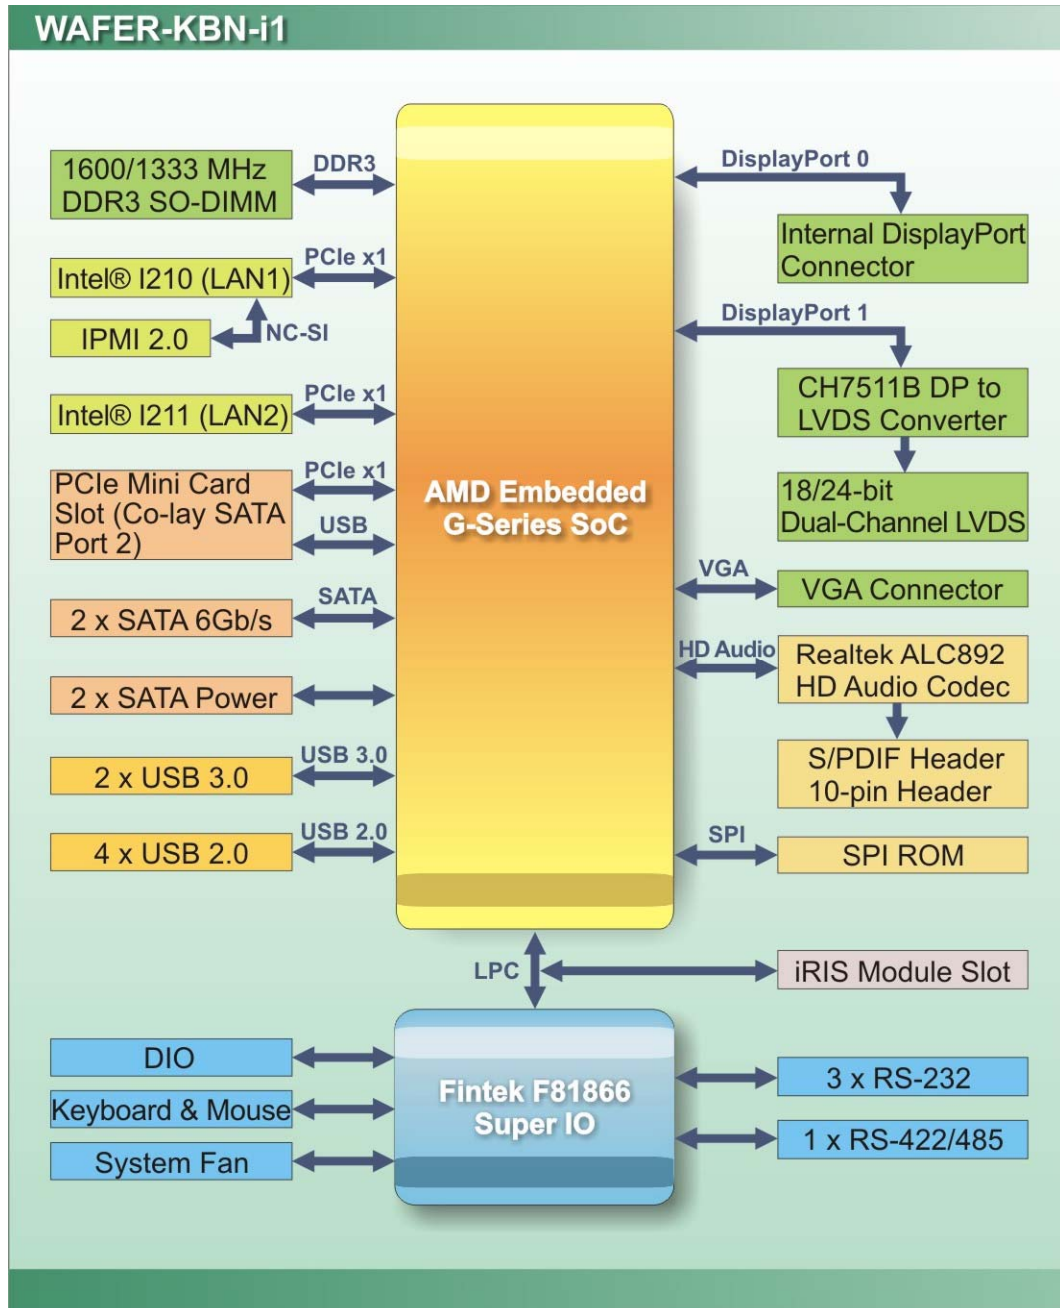 WAFER-KBN-i1
1600/1333 MHz
DDR3 SO-DIMM
DDR3
Intel® I210 (LAN1)
PCIe x1
IPMI 2.0
NC-SI
Intel® I211 (LAN2)
PCIe x1
PCIe Mini Card
Slot (Co-lay SATA
Port 2)
PCIe x1
USB
2 x SATA 6Gb/s
SATA
2 x SATA Power
2 x USB 3.0
USB 3.0
4 x USB 2.0
USB 2.0
AMD Embedded
G-Series SoC
DisplayPort 0
Internal DisplayPort
Connector
DisplayPort 1
CH7511B DP to
LVDS Converter
18/24-bit
Dual-Channel LVDS
VGA
VGA Connector
HD Audio
Realtek ALC892
HD Audio Codec
S/PDIF Header
10-pin Header
SPI
SPI ROM
LPC
iRIS Module Slot
DIO
Keyboard & Mouse
System Fan
Fintek F81866
Super IO
3 x RS-232
1 x RS-422/485